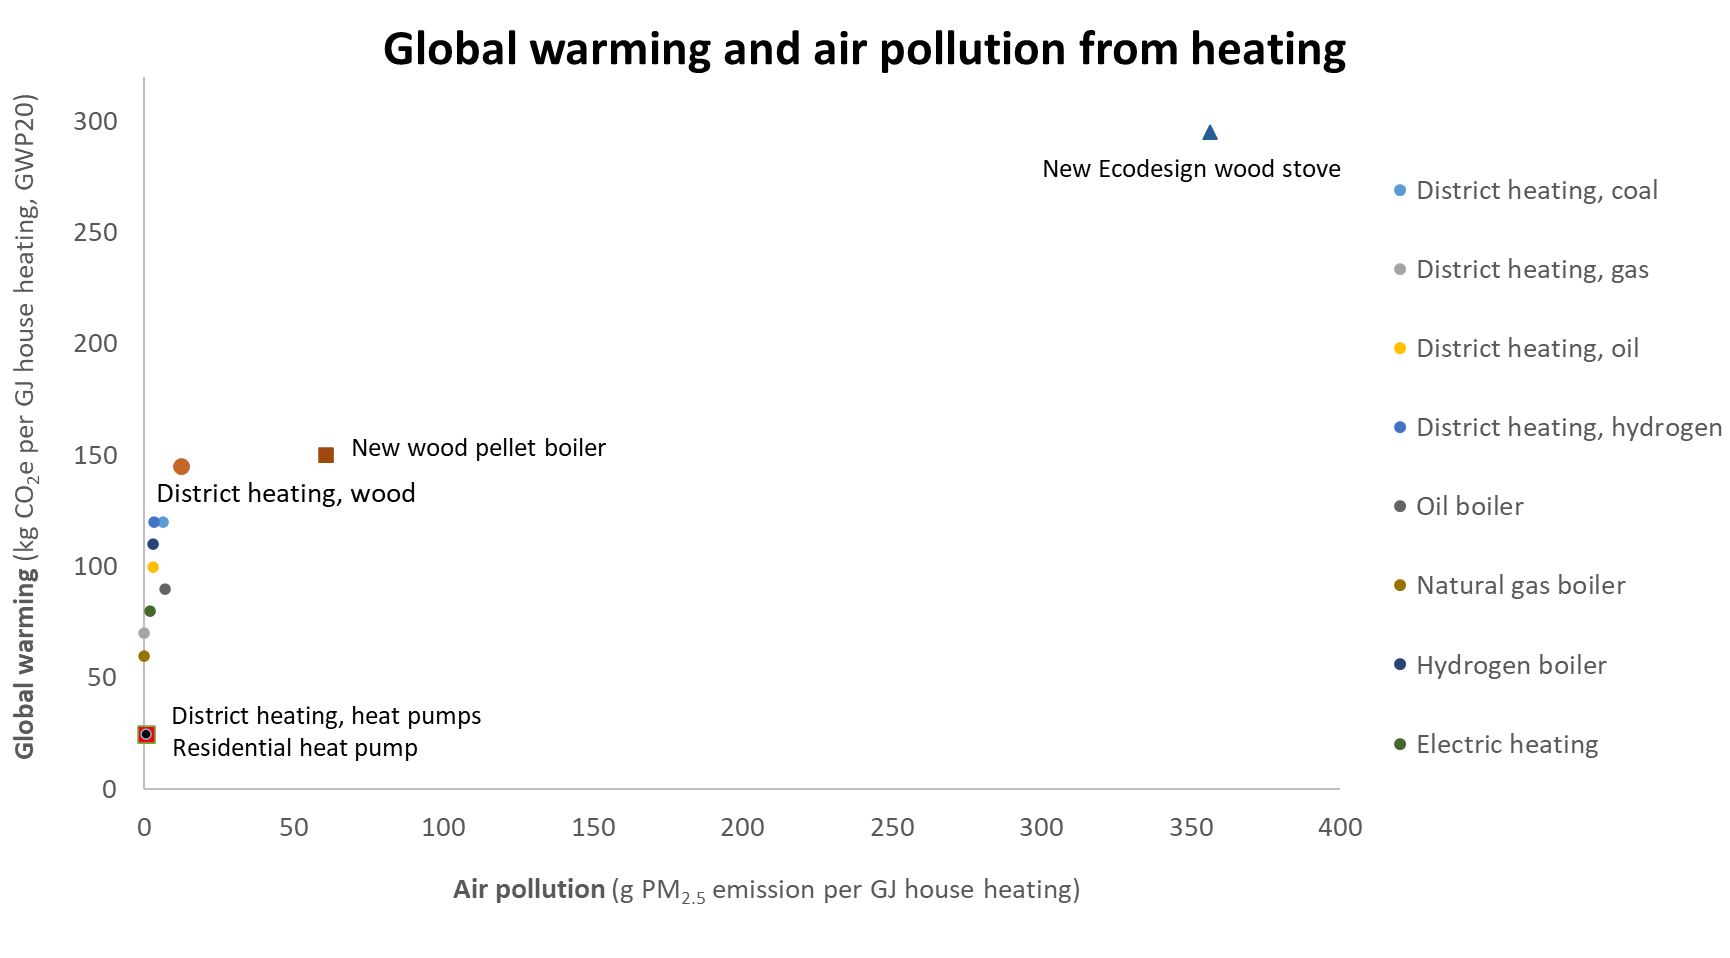 Global warming and air pollution from heating
Global warming (kg CO2e per GJ house heating, GWP20)
300
250
200
150
100
50
0
New Ecodesign wood stove
New wood pellet boiler
District heating, wood
District heating, heat pumps
Residential heat pump
0 50 100 150 200 250 300 350 400
Air pollution (g PM2.5 emission per GJ house heating)
District heating, coal
District heating, gas
District heating, oil
District heating, hydrogen
Oil boiler
Natural gas boiler
Hydrogen boiler
Electric heating